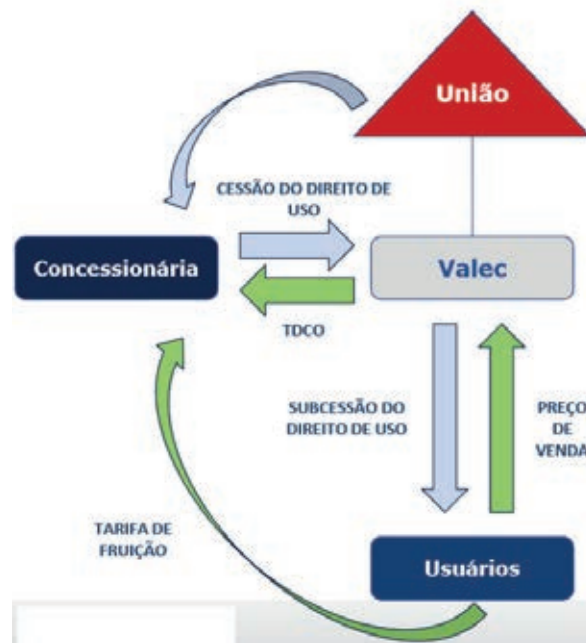 União
CESSÃO DO DIREITO DE
USO
Concessionária
Valec
TDCO
SUBCESSÃO DO
DIREITO DE USO
PREÇO
DE
VENDA
TARIFA DE
FRUIÇÃO
Usuários